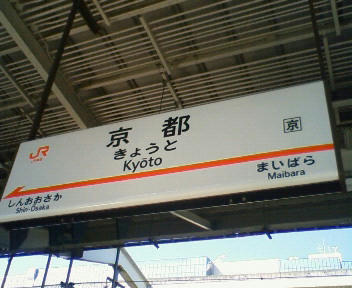 JR
京都
京
きょうと
Kyōto
しんおおさか
Shin-Ōsaka
まいばら
Maibara